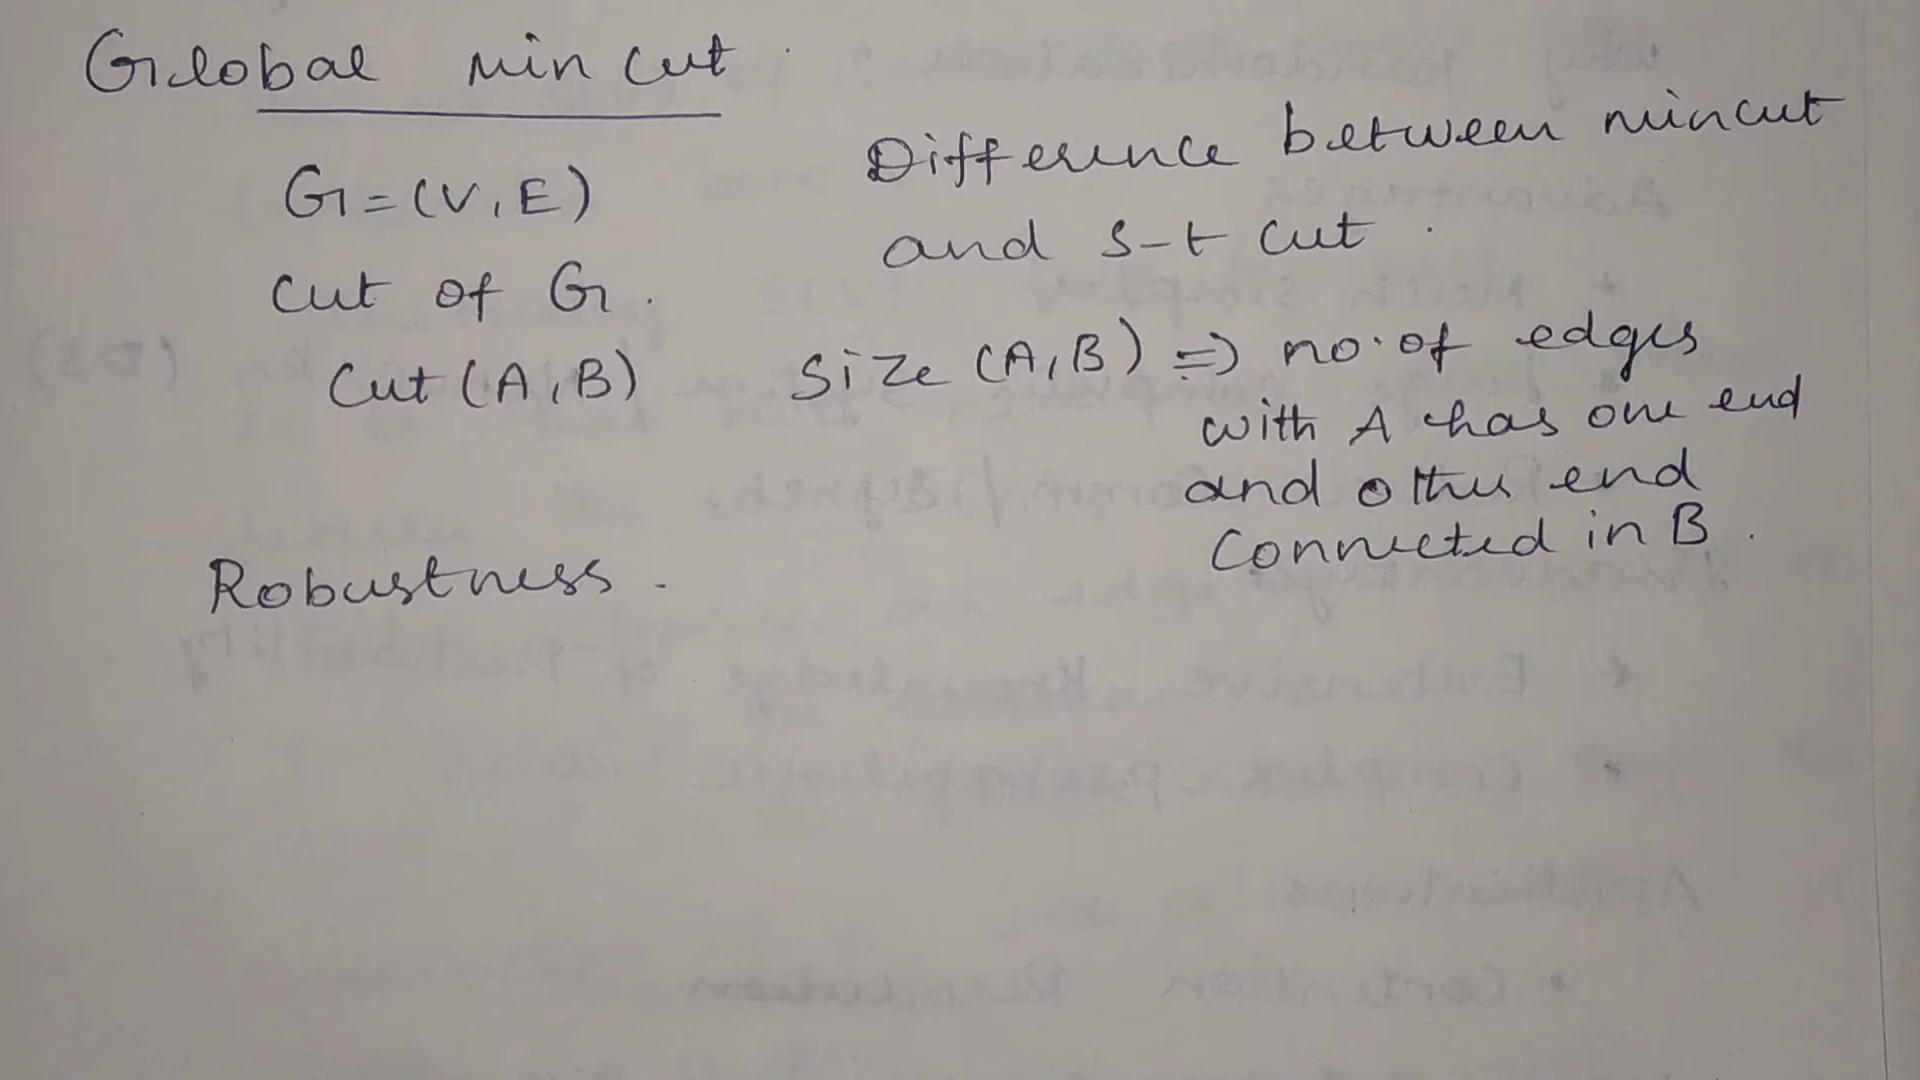 Global min cut
G=(V,E)
Cut of G.
Cut (A,B)
Robustness.
Difference between mincut
and s-t cut.
Size (A,B) => no. of edges
with A has one end
and other end
Connected in B.